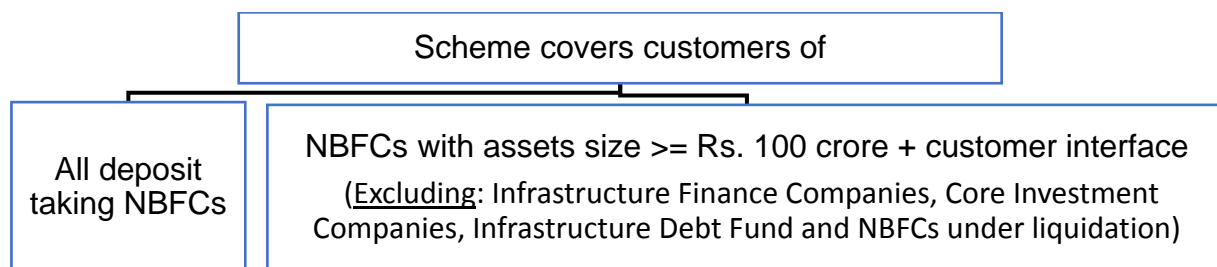 Scheme covers customers of
All deposit
taking NBFCs
NBFCs with assets size >= Rs. 100 crore + customer interface
(Excluding: Infrastructure Finance Companies, Core Investment
Companies, Infrastructure Debt Fund and NBFCs under liquidation)